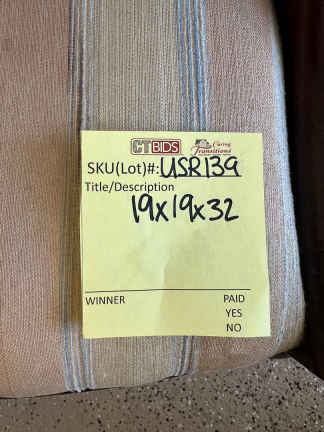 CTBIDS Caring Transitions
SKU(Lot)#: USR139
Title/Description
19x19x32
WINNER PAID
YES
NO